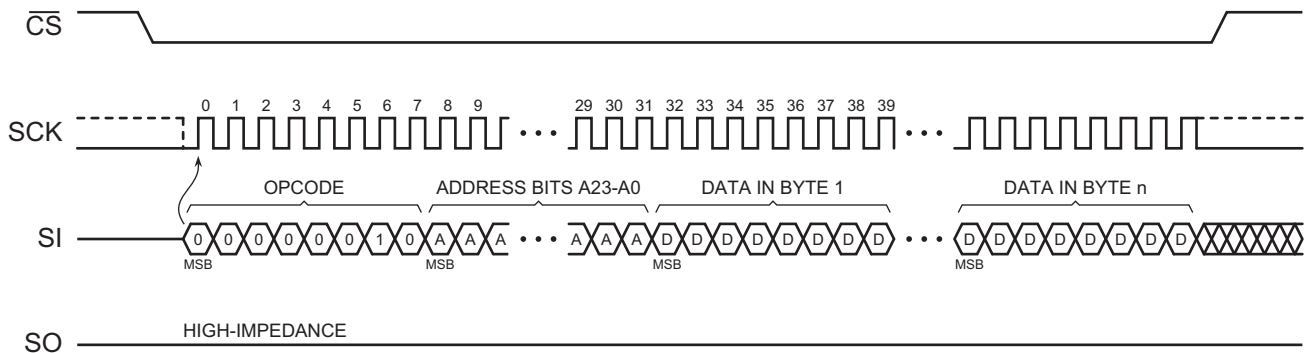 C̅S̅
0 1 2 3 4 5 6 7 8 9 29 30 31 32 33 34 35 36 37 38 39
SCK
OPCODE ADDRESS BITS A23-A0 DATA IN BYTE 1 DATA IN BYTE n
SI 0 0 0 0 0 0 1 0 A A A A A A D D D D D D D D D D D D D D D D
MSB MSB MSB MSB
HIGH-IMPEDANCE
SO